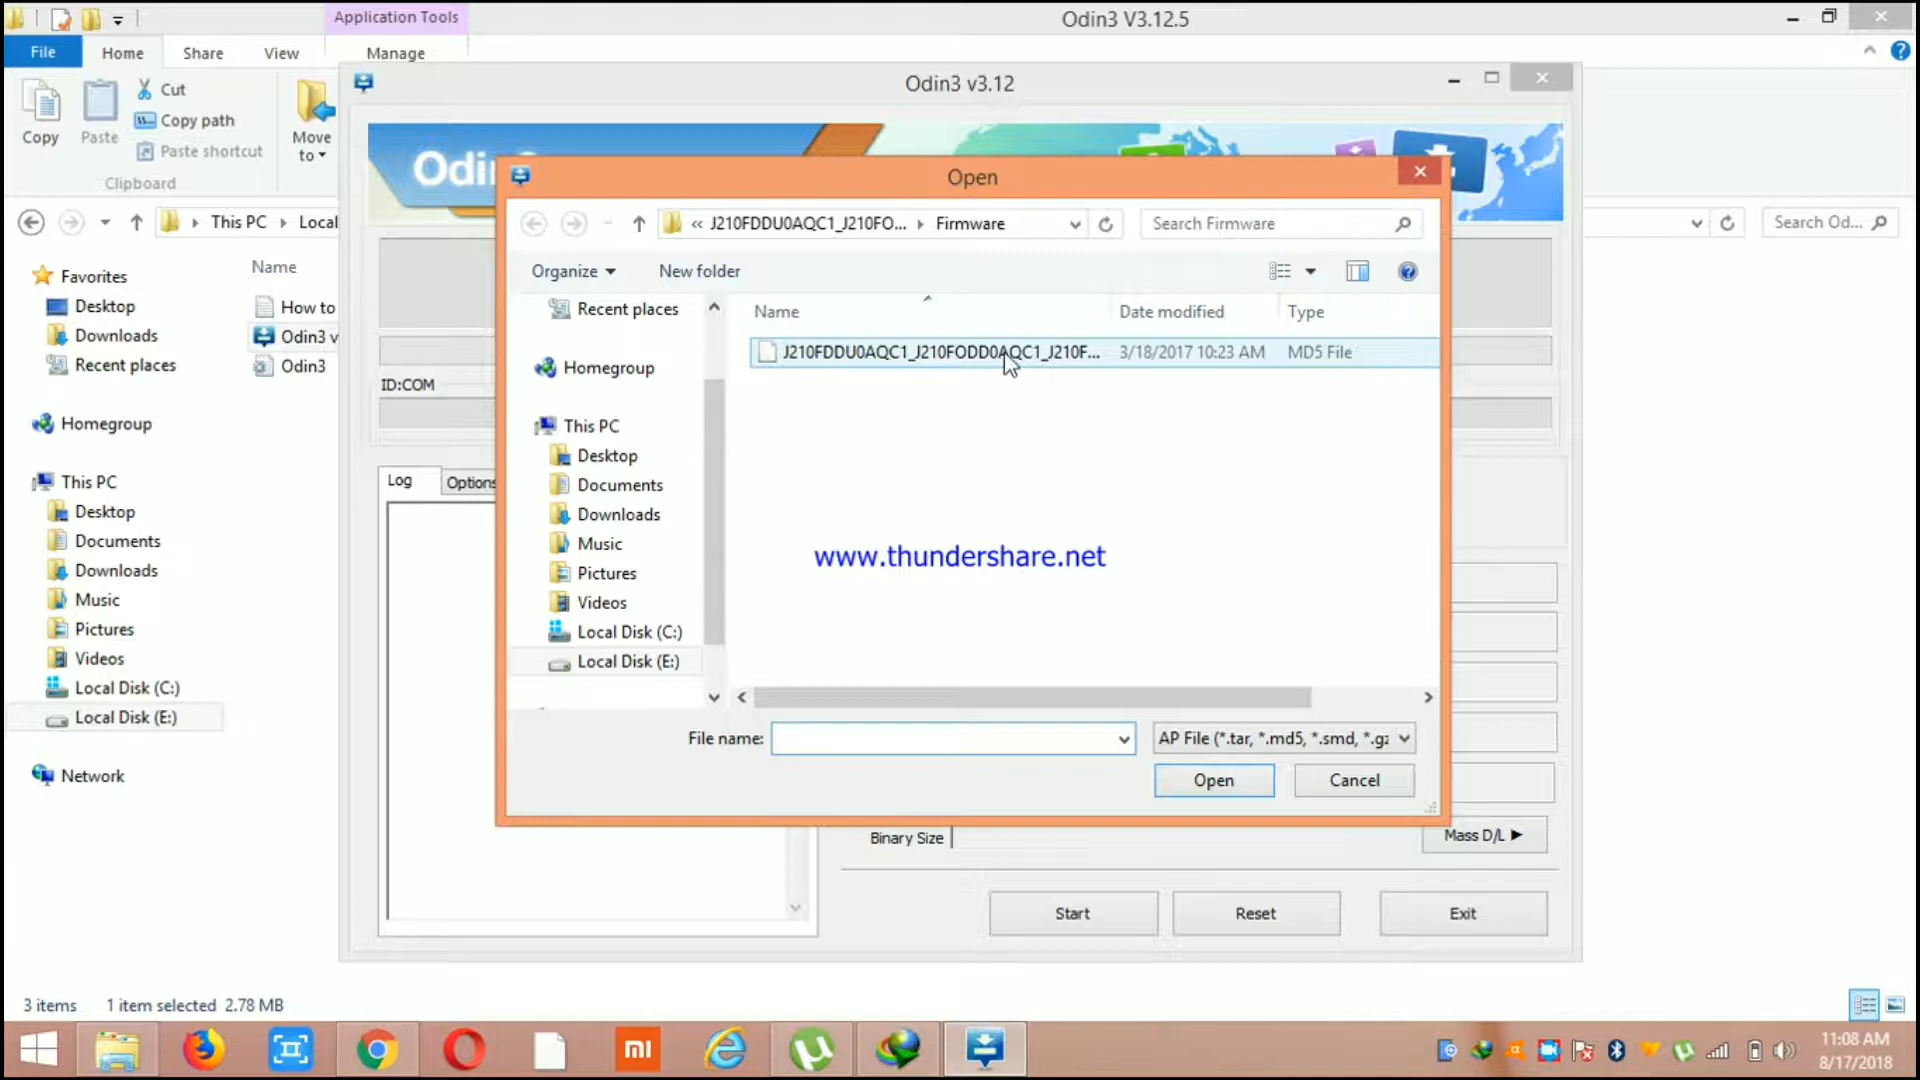 Application Tools
Odin3 V3.12.5
File
Home
Share
View
Manage
Copy
Paste
Cut
Copy path
Paste shortcut
Move
to
Clipboard
This PC
Local
Search Od...
Favorites
Desktop
Downloads
Recent places
Homegroup
This PC
Desktop
Documents
Downloads
Music
Pictures
Videos
Local Disk (C:)
Local Disk (E:)
Network
Name
How to
Odin3 v
Odin3
Odin3 v3.12
ID:COM
Log
Options
Open
« J210FDDU0AQC1_J210FO... Firmware
Search Firmware
Organize
New folder
Recent places
Homegroup
This PC
Desktop
Documents
Downloads
Music
Pictures
Videos
Local Disk (C:)
Local Disk (E:)
Name Date modified Type
J210FDDU0AQC1_J210FODD0AQC1_J210F... 3/18/2017 10:23 AM MD5 File
www.thundershare.net
File name:
AP File (*.tar, *.md5, *.smd, *.gz
Open
Cancel
Binary Size
Mass D/L
Start
Reset
Exit
3 items 1 item selected 2.78 MB
11:08 AM
8/17/2018